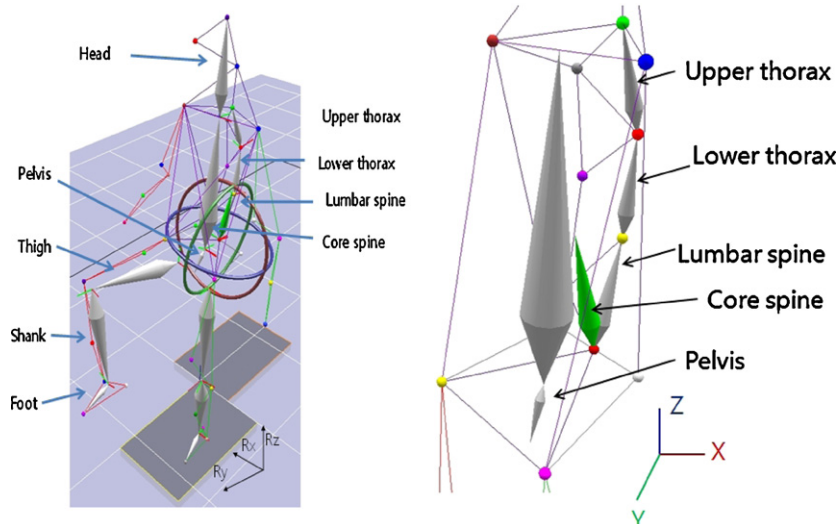 Head
Upper thorax
Lower thorax
Pelvis
Lumbar spine
Thigh
Core spine
Shank
Foot
Rx
Rz
Ry
Upper thorax
Lower thorax
Lumbar spine
Core spine
Pelvis
Z
X
Y